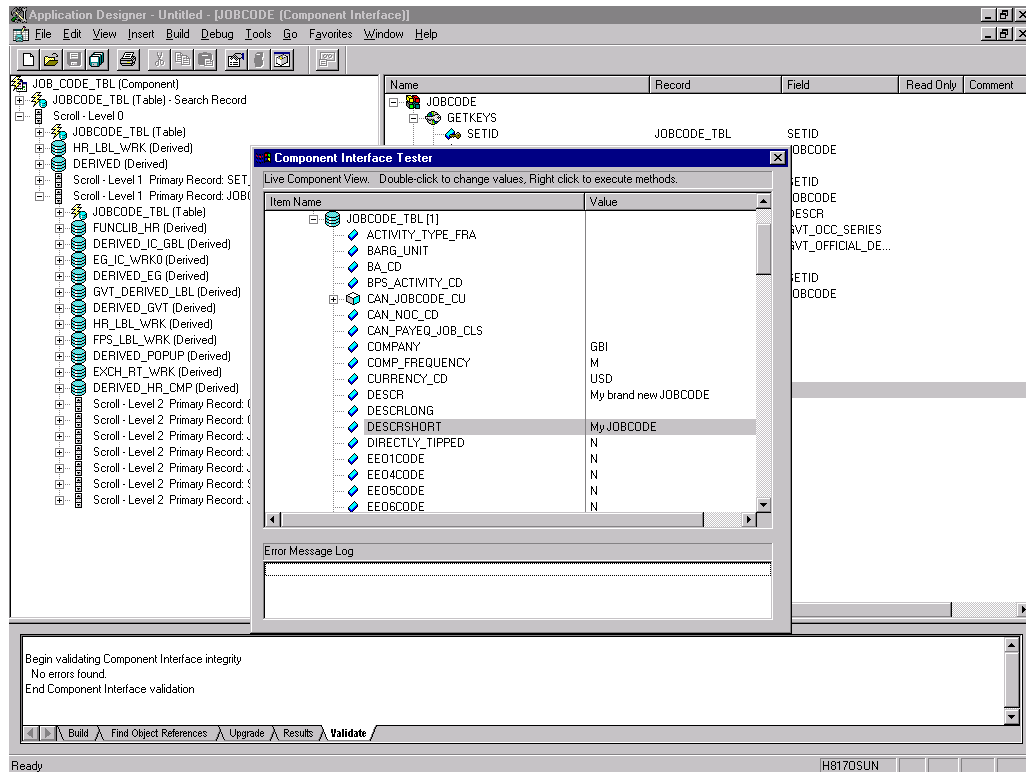 Application Designer - Untitled - [JOBCODE (Component Interface)]
File Edit View Insert Build Debug Tools Go Favorites Window Help
JOB_CODE_TBL (Component)
JOBCODE_TBL (Table) - Search Record
Scroll - Level 0
JOBCODE_TBL (Table)
HR_LBL_WRK (Derived)
DERIVED (Derived)
Scroll - Level 1 Primary Record: SET_
Scroll - Level 1 Primary Record: JOBC
JOBCODE_TBL (Table)
FUNCLIB_HR (Derived)
DERIVED_IC_GBL (Derived)
EG_IC_WRK0 (Derived)
DERIVED_EG (Derived)
GVT_DERIVED_LBL (Derived)
DERIVED_GVT (Derived)
HR_LBL_WRK (Derived)
FPS_LBL_WRK (Derived)
DERIVED_POPUP (Derived)
EXCH_RT_WRK (Derived)
DERIVED_HR_CMP (Derived)
Scroll - Level 2 Primary Record:
Scroll - Level 2 Primary Record:
Scroll - Level 2 Primary Record:
Scroll - Level 2 Primary Record:
Scroll - Level 2 Primary Record:
Scroll - Level 2 Primary Record:
Scroll - Level 2 Primary Record:
Name Record Field Read Only Comment
JOBCODE
GETKEYS
SETID JOBCODE_TBL SETID
JOBCODE
SETID
JOBCODE
DESCR
GVT_OCC_SERIES
GVT_OFFICIAL_DE...
SETID
JOBCODE
Component Interface Tester
Live Component View. Double-click to change values, Right click to execute methods.
Item Name Value
JOBCODE_TBL [1]
ACTIVITY_TYPE_FRA
BARG_UNIT
BA_CD
BPS_ACTIVITY_CD
CAN_JOBCODE_CU
CAN_NOC_CD
CAN_PAYEQ_JOB_CLS
COMPANY GBI
COMP_FREQUENCY M
CURRENCY_CD USD
DESCR My brand new JOBCODE
DESCRLONG
DESCRSHORT My JOBCODE
DIRECTLY_TIPPED N
EEO1CODE N
EEO4CODE N
EEO5CODE N
EEO6CODE N
Error Message Log
Begin validating Component Interface integrity
No errors found.
End Component Interface validation
Build Find Object References Upgrade Results Validate
Ready H8170SUN